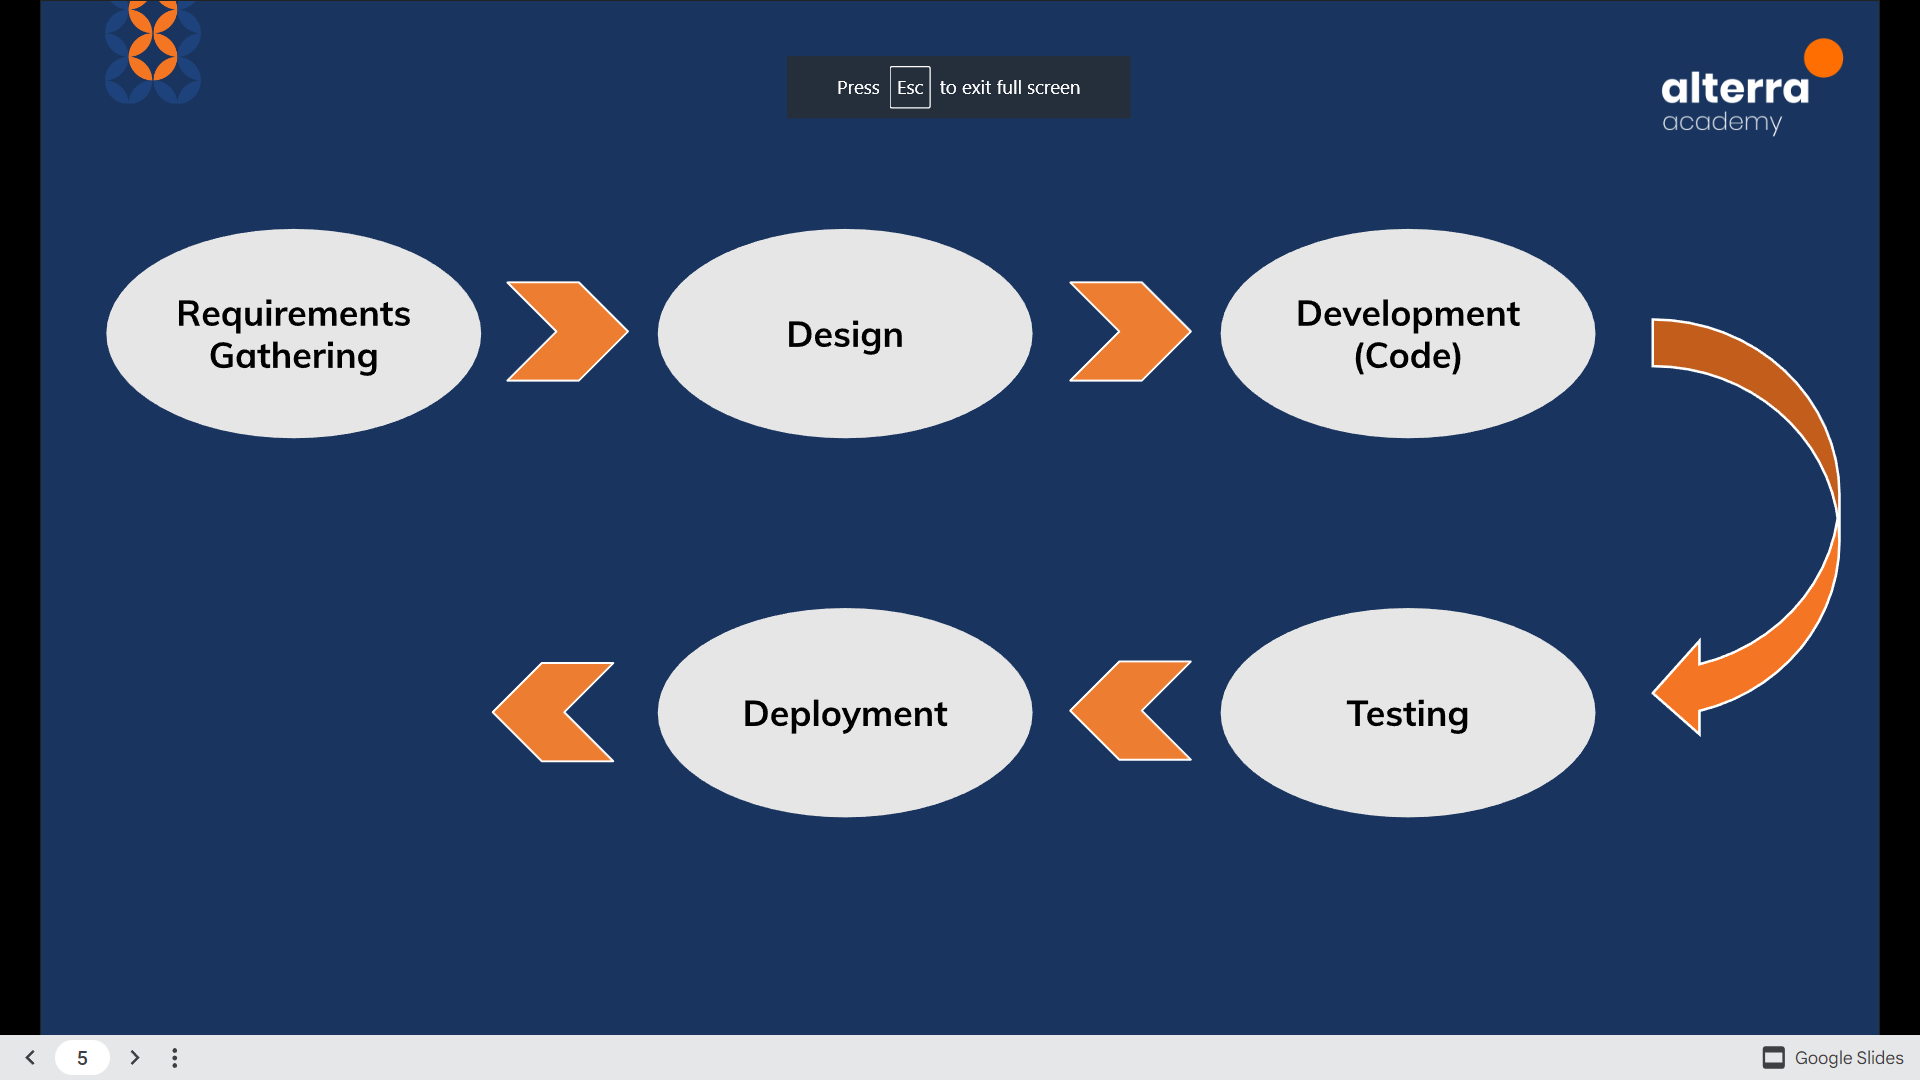 Press Esc to exit full screen
alterra
academy
Requirements
Gathering
Design
Development
(Code)
Deployment
Testing
5
Google Slides